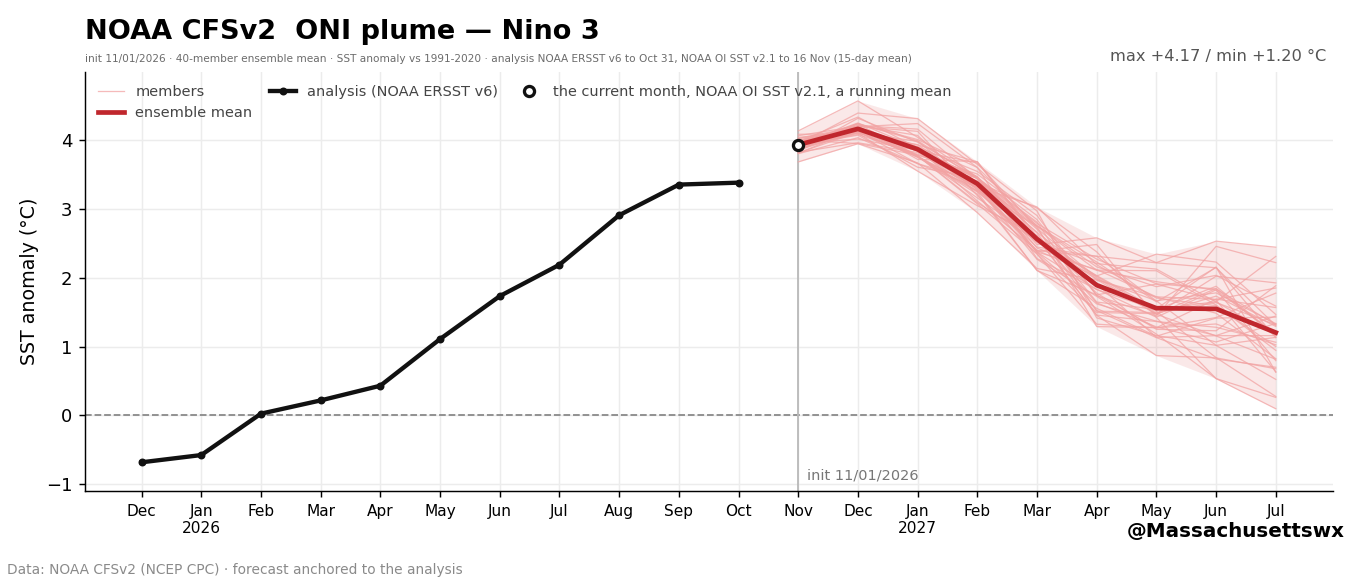 NOAA CFSv2  ONI plume — Nino 3
init 11/01/2026 · 40-member ensemble mean · SST anomaly vs 1991-2020 · analysis NOAA ERSST v6 to Oct 31, NOAA OI SST v2.1 to 16 Nov (15-day mean)
max +4.17 / min +1.20 °C
members
ensemble mean
analysis (NOAA ERSST v6)
the current month, NOAA OI SST v2.1, a running mean
SST anomaly (°C)
4
3
2
1
0
−1
init 11/01/2026
Dec Jan Feb Mar Apr May Jun Jul Aug Sep Oct Nov Dec Jan Feb Mar Apr May Jun Jul
2026 2027
@Massachusettswx
Data: NOAA CFSv2 (NCEP CPC) · forecast anchored to the analysis